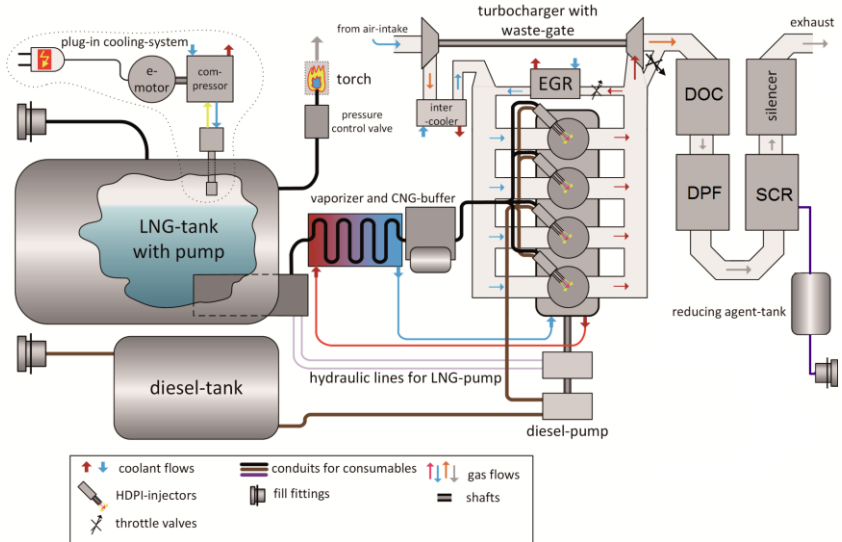 turbocharger with
waste-gate
from air-intake
exhaust
plug-in cooling-system
e-
motor
com-
pressor
torch
pressure
control valve
inter
-cooler
EGR
DOC
silencer
DPF
SCR
LNG-tank
with pump
vaporizer and CNG-buffer
reducing agent-tank
diesel-tank
hydraulic lines for LNG-pump
diesel-pump
coolant flows
conduits for consumables
gas flows
HDPI-injectors
fill fittings
shafts
throttle valves